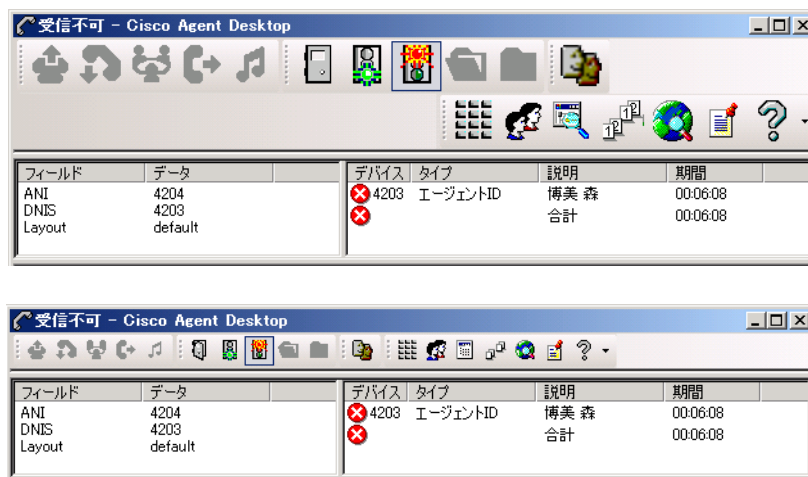 受信不可 - Cisco Agent Desktop
フィールド データ デバイス タイプ 説明 期間
ANI 4204 4203 エージェントID 博美 森 00:06:08
DNIS 4203 合計 00:06:08
Layout default
受信不可 - Cisco Agent Desktop
フィールド データ デバイス タイプ 説明 期間
ANI 4204 4203 エージェントID 博美 森 00:06:08
DNIS 4203 合計 00:06:08
Layout default